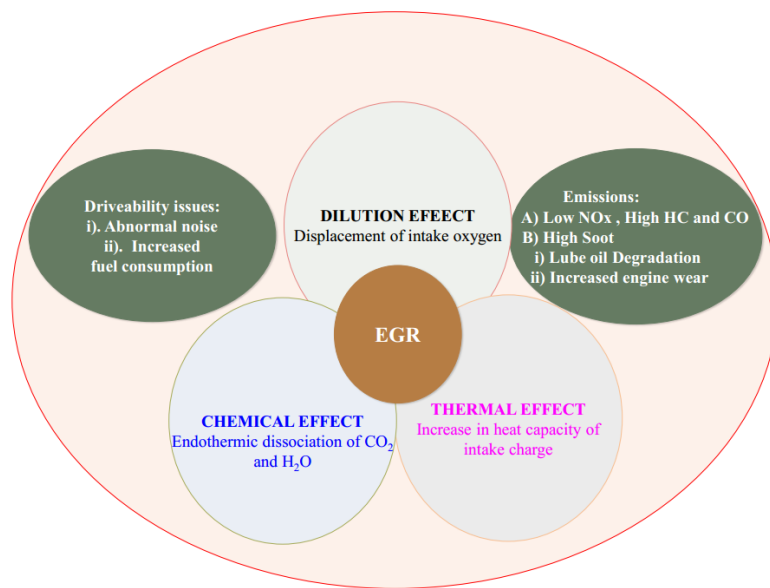 Driveability issues:
i). Abnormal noise
ii). Increased
fuel consumption
DILUTION EFEECT
Displacement of intake oxygen
Emissions:
A) Low NOx , High HC and CO
B) High Soot
i) Lube oil Degradation
ii) Increased engine wear
EGR
CHEMICAL EFFECT
Endothermic dissociation of CO₂
and H₂O
THERMAL EFFECT
Increase in heat capacity of
intake charge